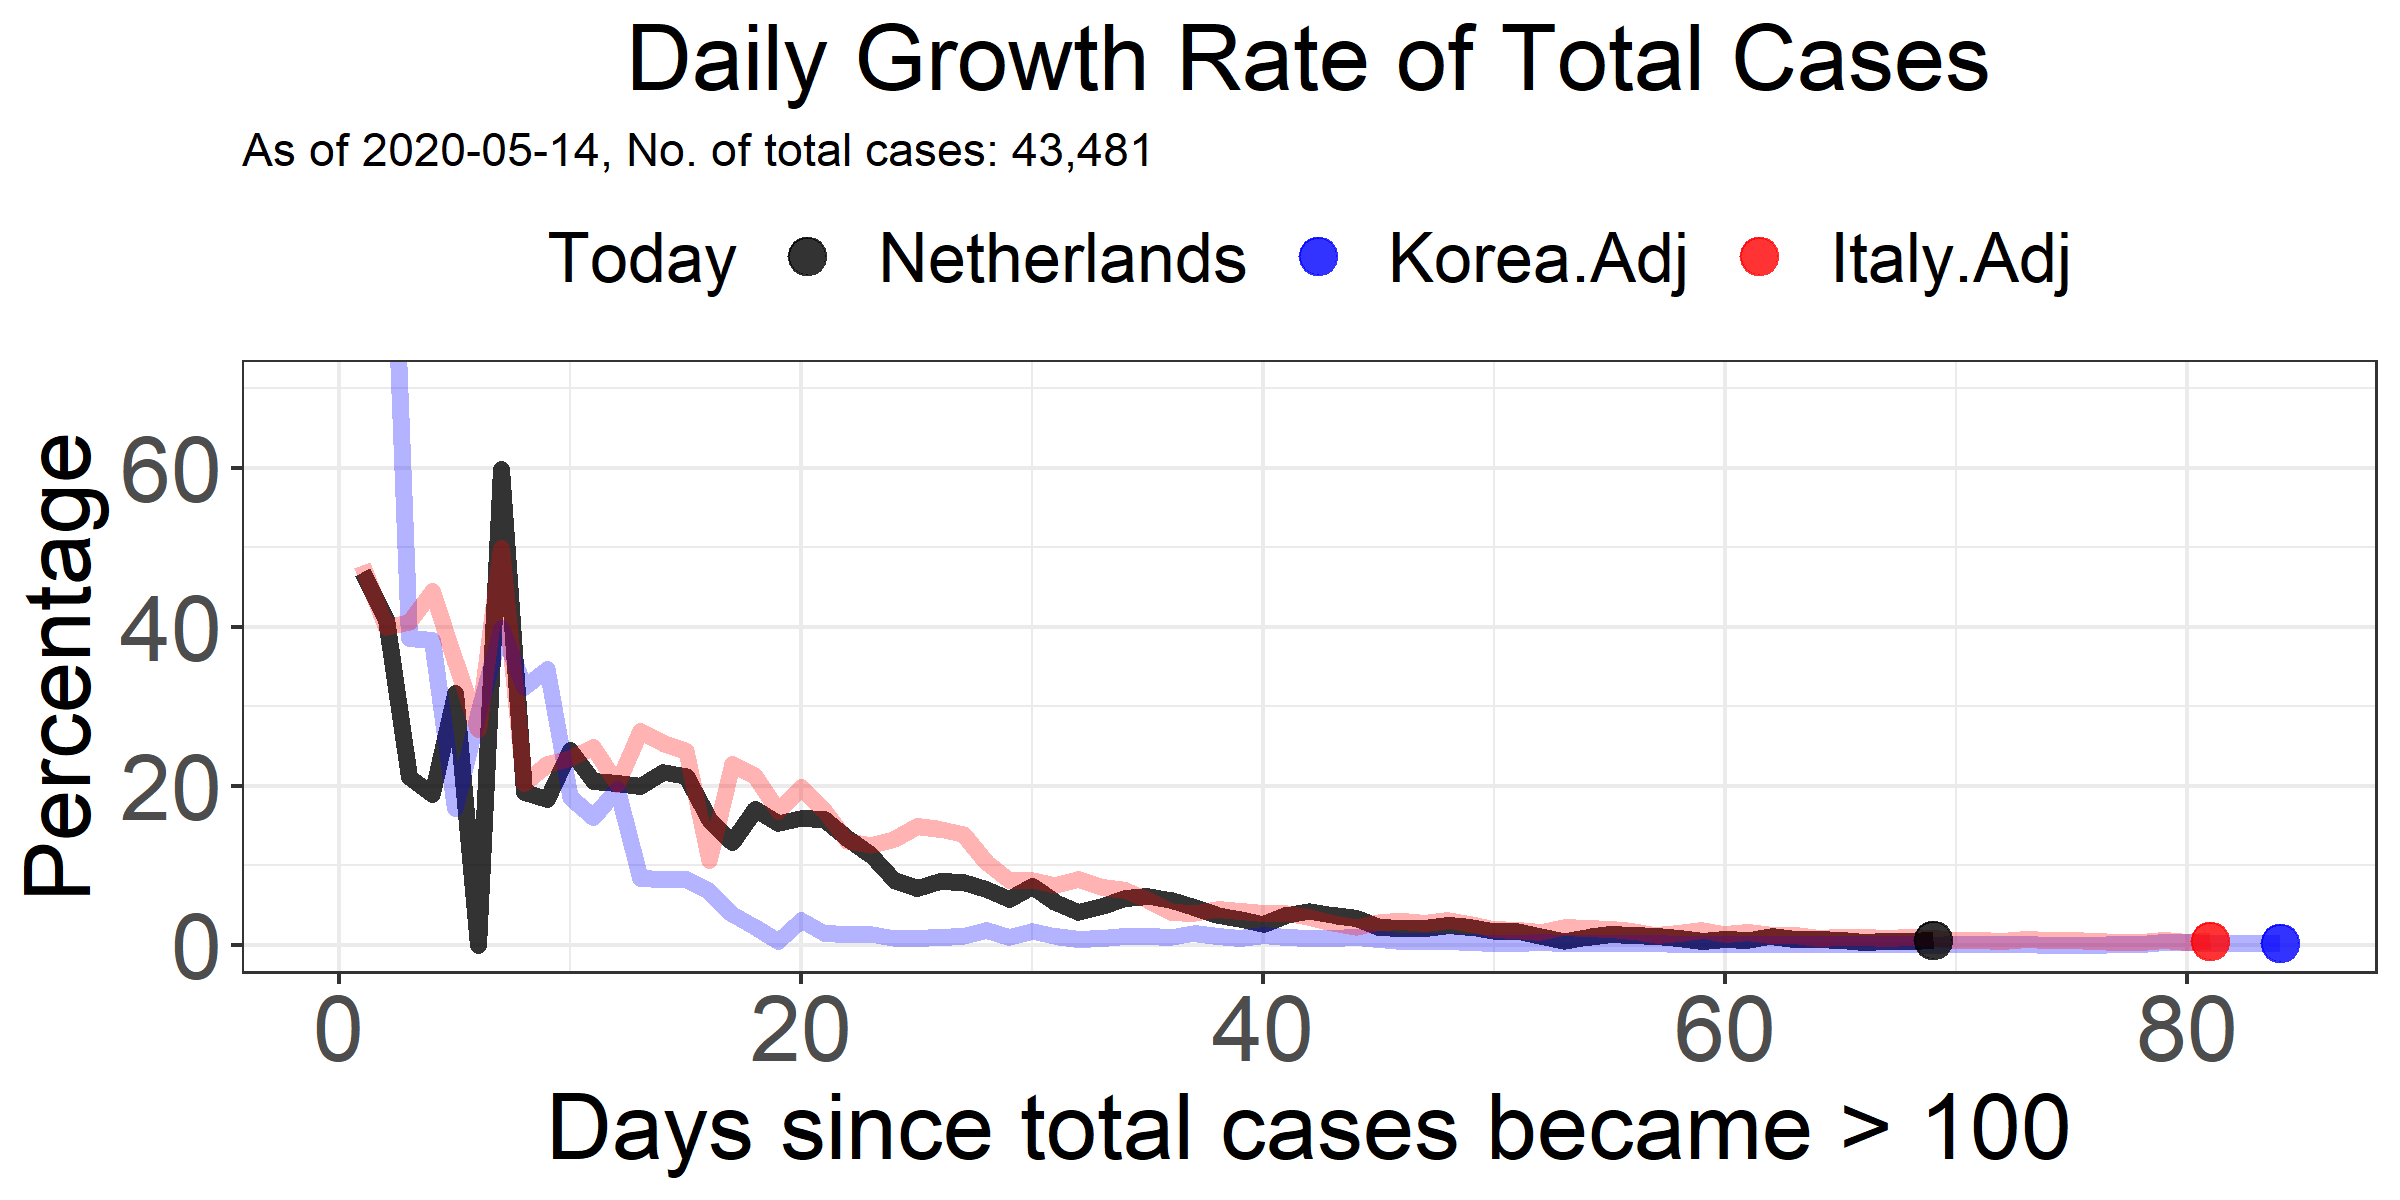 Daily Growth Rate of Total Cases
As of 2020-05-14, No. of total cases: 43,481
Today Netherlands Korea.Adj Italy.Adj
Percentage
60
40
20
0
0 20 40 60 80
Days since total cases became > 100